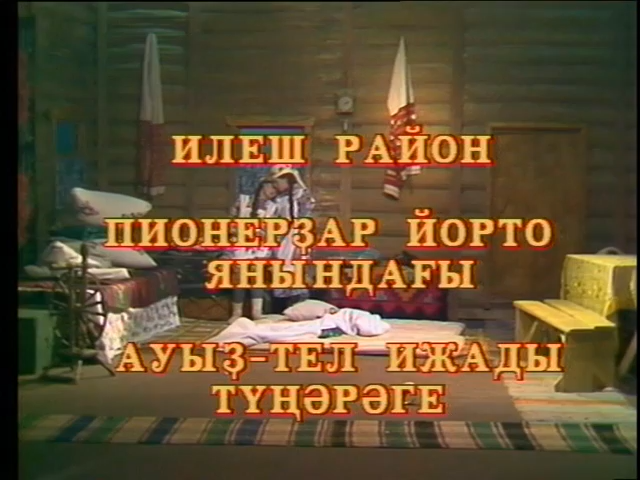 ИЛЕШ РАЙОН
ПИОНЕРҘАР ЙОРТО
ЯНЫНДАҒЫ
АУЫҘ-ТЕЛ ИЖАДЫ
ТҮҢӘРӘГЕ